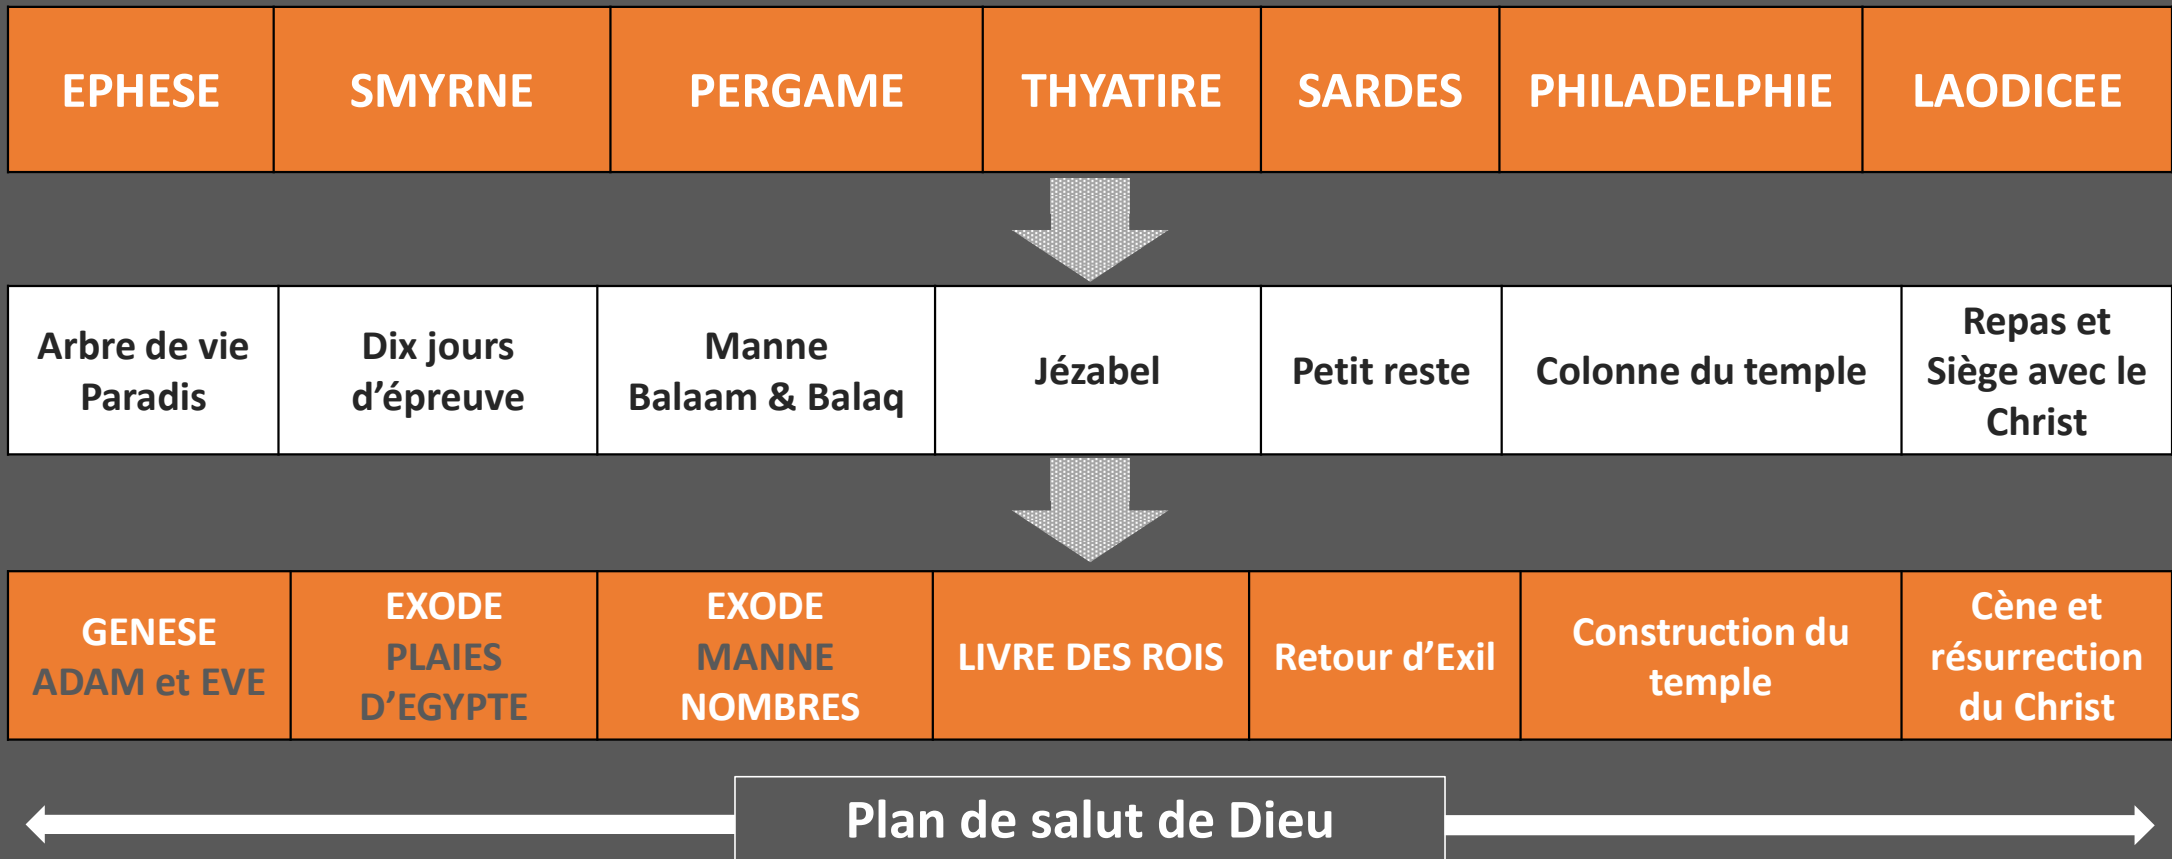 EPHESE
SMYRNE
PERGAME
THYATIRE
SARDES
PHILADELPHIE
LAODICEE
Arbre de vie
Paradis
Dix jours
d’épreuve
Manne
Balaam & Balaq
Jézabel
Petit reste
Colonne du temple
Repas et
Siège avec le
Christ
GENESE
ADAM et EVE
EXODE
PLAIES
D’EGYPTE
EXODE
MANNE
NOMBRES
LIVRE DES ROIS
Retour d’Exil
Construction du
temple
Cène et
résurrection
du Christ
Plan de salut de Dieu